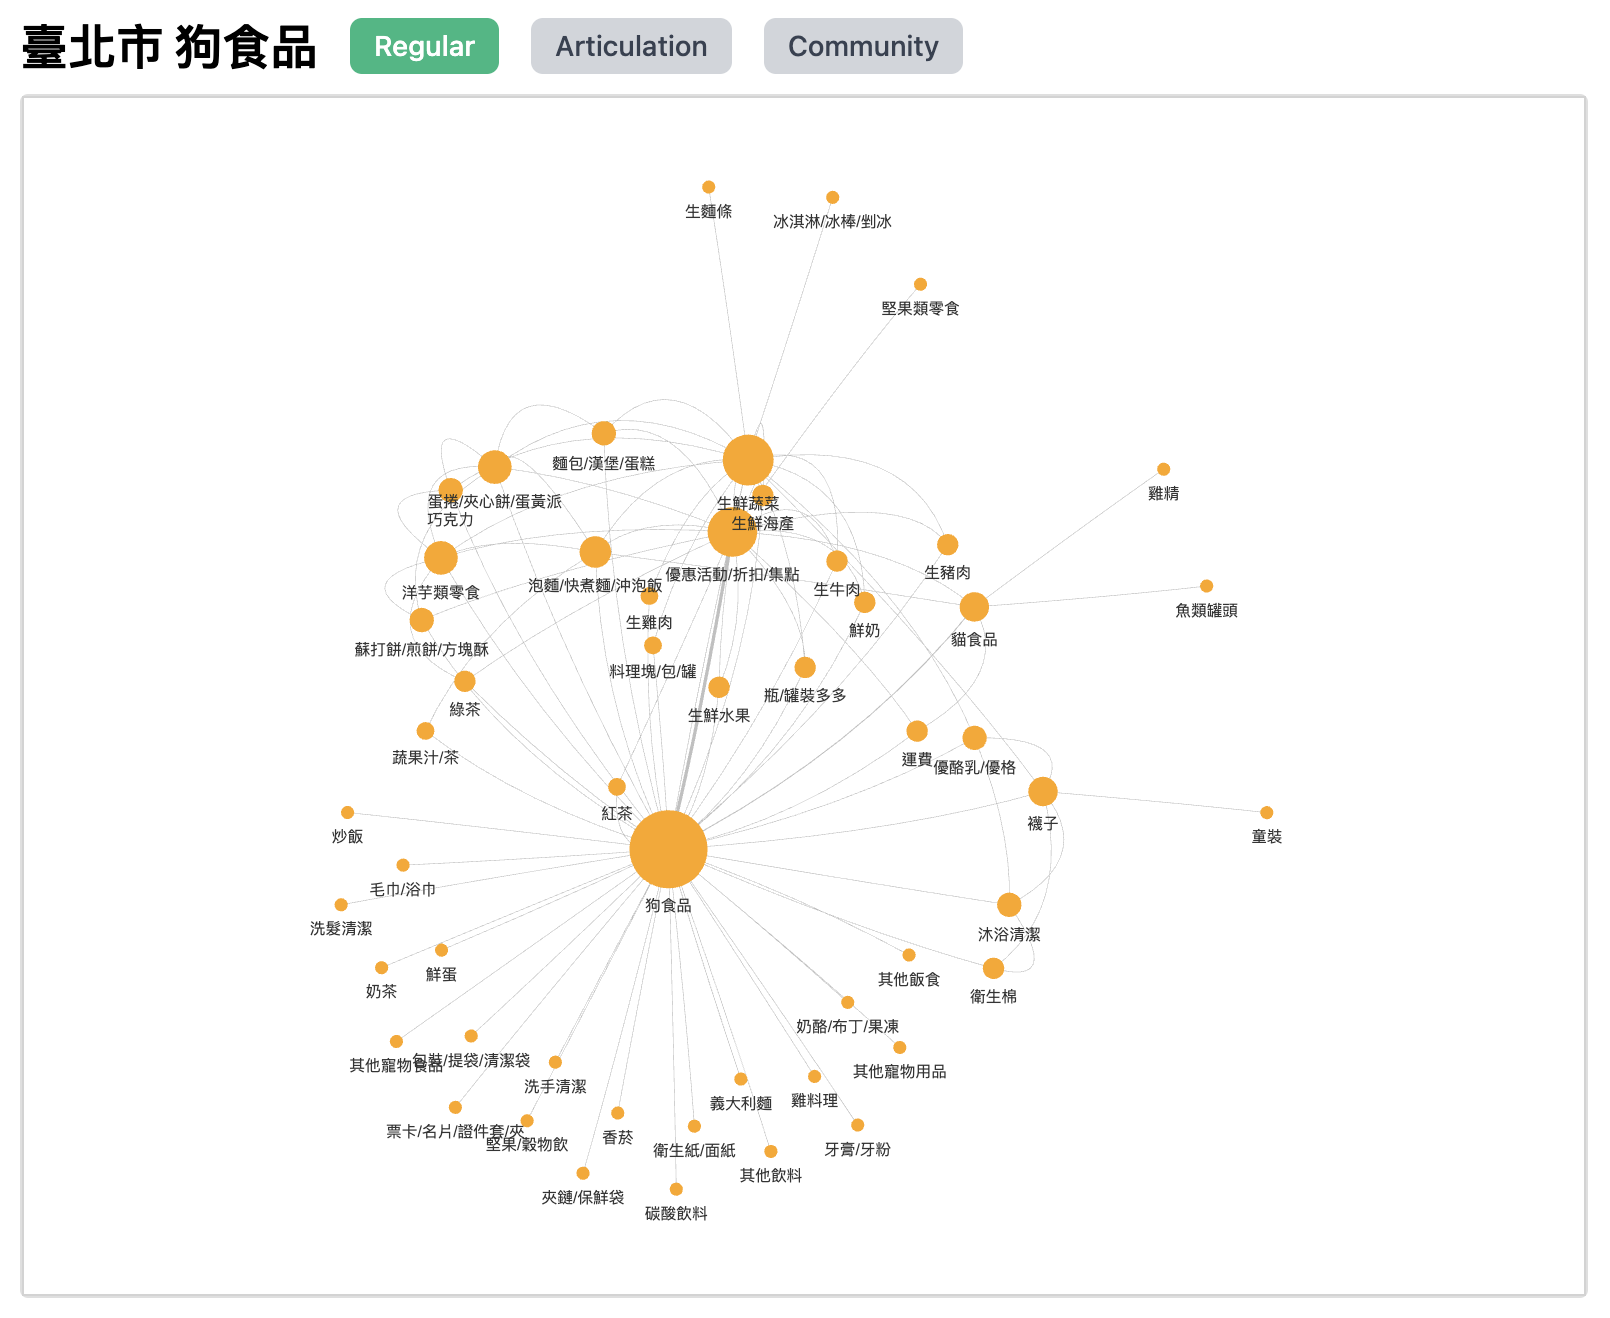 臺北市 狗食品
Regular
Articulation
Community
生麵條
冰淇淋/冰棒/剉冰
堅果類零食
麵包/漢堡/蛋糕
雞精
蛋捲/夾心餅/蛋黃派
生鮮蔬菜
巧克力
生鮮海產
生豬肉
優惠活動/折扣/集點
泡麵/快煮麵/沖泡飯
生牛肉
洋芋類零食
魚類罐頭
生雞肉
鮮奶
貓食品
蘇打餅/煎餅/方塊酥
料理塊/包/罐
瓶/罐裝多多
綠茶
生鮮水果
蔬果汁/茶
運費
優酪乳/優格
紅茶
襪子
炒飯
童裝
毛巾/浴巾
狗食品
洗髮清潔
沐浴清潔
鮮蛋
其他飯食
奶茶
衛生棉
奶酪/布丁/果凍
包裝/提袋/清潔袋
其他寵物食品
其他寵物用品
洗手清潔
雞料理
義大利麵
票卡/名片/證件套/夾
香菸
堅果/穀物飲
衛生紙/面紙
牙膏/牙粉
其他飲料
夾鏈/保鮮袋
碳酸飲料